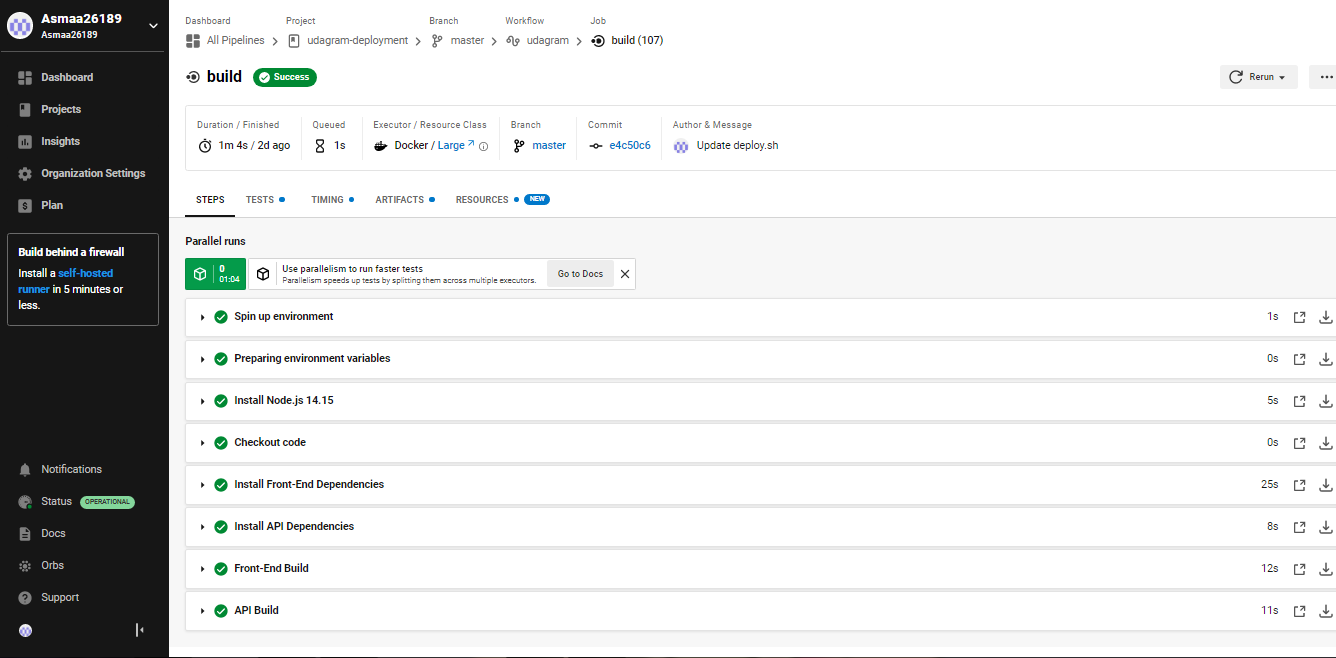 Asmaa26189
Asmaa26189
Dashboard
Projects
Insights
Organization Settings
Plan
Build behind a firewall
Install a self-hosted
runner in 5 minutes or
less.
Notifications
Status OPERATIONAL
Docs
Orbs
Support
Dashboard Project Branch Workflow Job
All Pipelines udagram-deployment master udagram build (107)
build Success
Rerun
Duration / Finished Queued Executor / Resource Class Branch Commit Author & Message
1m 4s / 2d ago 1s Docker / Large master e4c50c6 Update deploy.sh
STEPS TESTS TIMING ARTIFACTS RESOURCES NEW
Parallel runs
0
01:04
Use parallelism to run faster tests
Parallelism speeds up tests by splitting them across multiple executors.
Go to Docs
Spin up environment 1s
Preparing environment variables 0s
Install Node.js 14.15 5s
Checkout code 0s
Install Front-End Dependencies 25s
Install API Dependencies 8s
Front-End Build 12s
API Build 11s